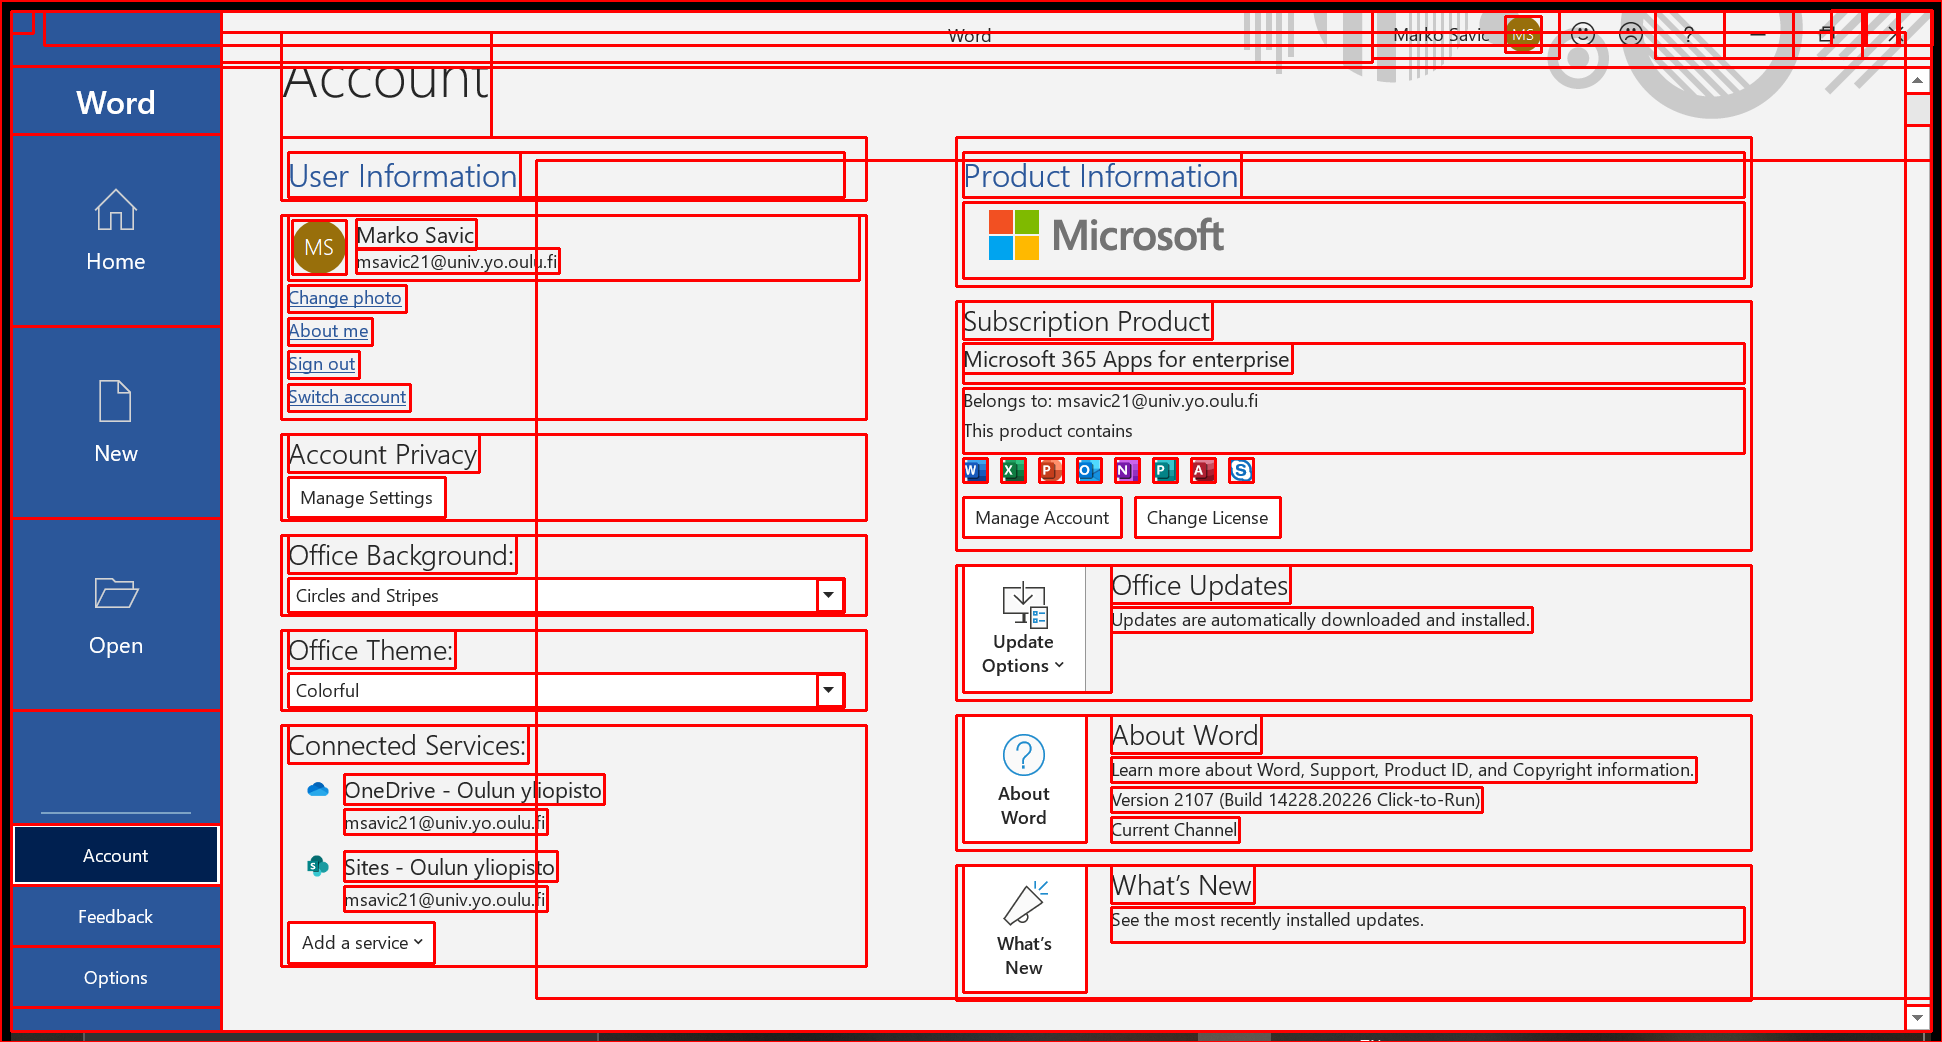 Word
Marko Savic
MS
?
Account
Word
Home
New
Open
Account
Feedback
Options
User Information
MS
Marko Savic
msavic21@univ.yo.oulu.fi
Change photo
About me
Sign out
Switch account
Account Privacy
Manage Settings
Office Background:
Circles and Stripes
Office Theme:
Colorful
Connected Services:
OneDrive - Oulun yliopisto
msavic21@univ.yo.oulu.fi
S
Sites - Oulun yliopisto
msavic21@univ.yo.oulu.fi
Add a service
Product Information
Microsoft
Subscription Product
Microsoft 365 Apps for enterprise
Belongs to: msavic21@univ.yo.oulu.fi
This product contains
W X P O N P A S
Manage Account Change License
Update
Options
Office Updates
Updates are automatically downloaded and installed.
?
About
Word
About Word
Learn more about Word, Support, Product ID, and Copyright information.
Version 2107 (Build 14228.20226 Click-to-Run)
Current Channel
What's
New
What's New
See the most recently installed updates.